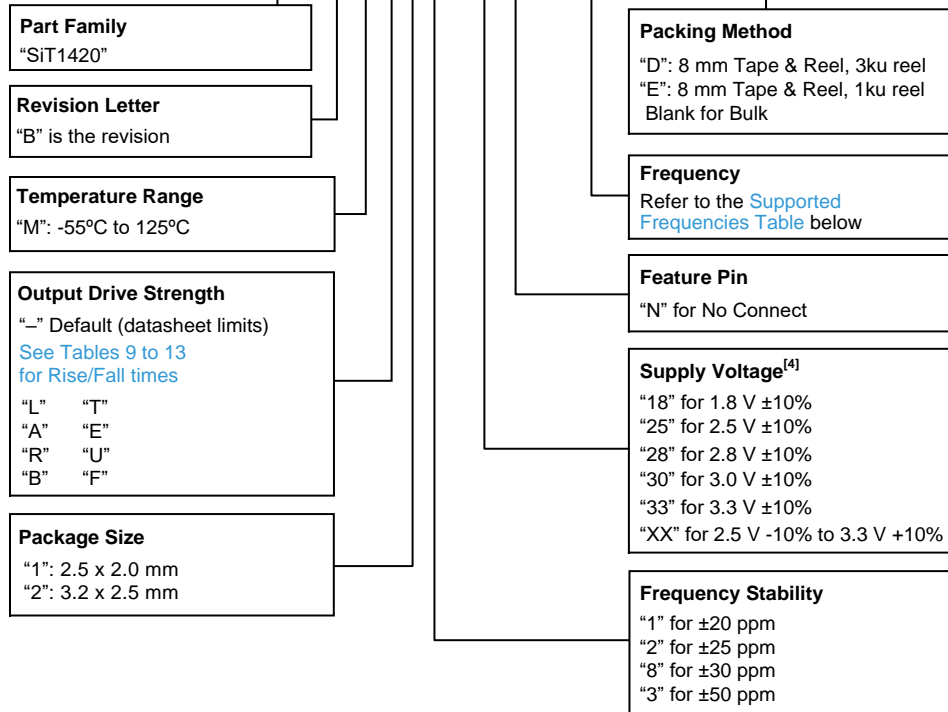 Part Family
“SiT1420”
Revision Letter
“B” is the revision
Temperature Range
“M”: -55ºC to 125ºC
Output Drive Strength
“–” Default (datasheet limits)
See Tables 9 to 13
for Rise/Fall times
“L” “T”
“A” “E”
“R” “U”
“B” “F”
Package Size
“1”: 2.5 x 2.0 mm
“2”: 3.2 x 2.5 mm
Packing Method
“D”: 8 mm Tape & Reel, 3ku reel
“E”: 8 mm Tape & Reel, 1ku reel
Blank for Bulk
Frequency
Refer to the Supported
Frequencies Table below
Feature Pin
“N” for No Connect
Supply Voltage[4]
“18” for 1.8 V ±10%
“25” for 2.5 V ±10%
“28” for 2.8 V ±10%
“30” for 3.0 V ±10%
“33” for 3.3 V ±10%
“XX” for 2.5 V -10% to 3.3 V +10%
Frequency Stability
“1” for ±20 ppm
“2” for ±25 ppm
“8” for ±30 ppm
“3” for ±50 ppm